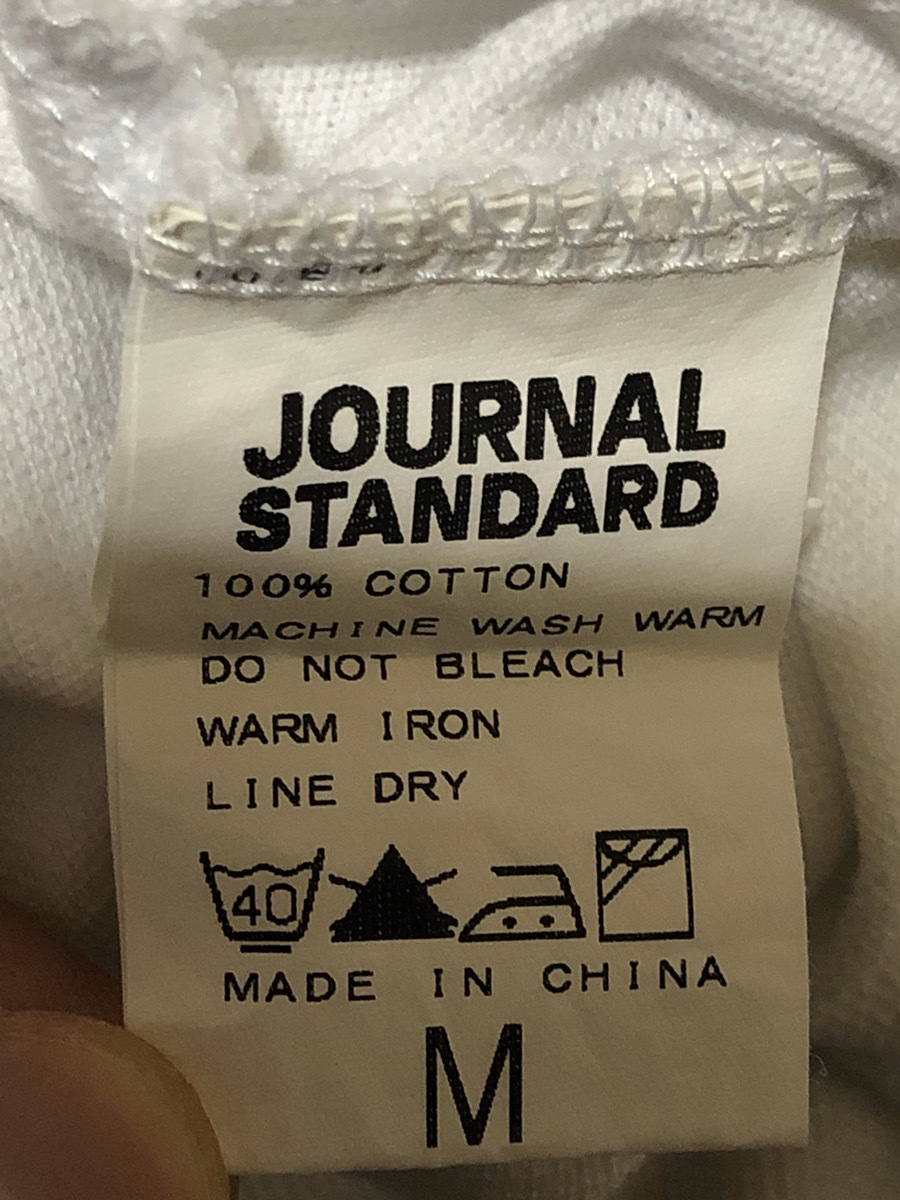 JOURNAL
STANDARD
100% COTTON
MACHINE WASH WARM
DO NOT BLEACH
WARM IRON
LINE DRY
40
MADE IN CHINA
M